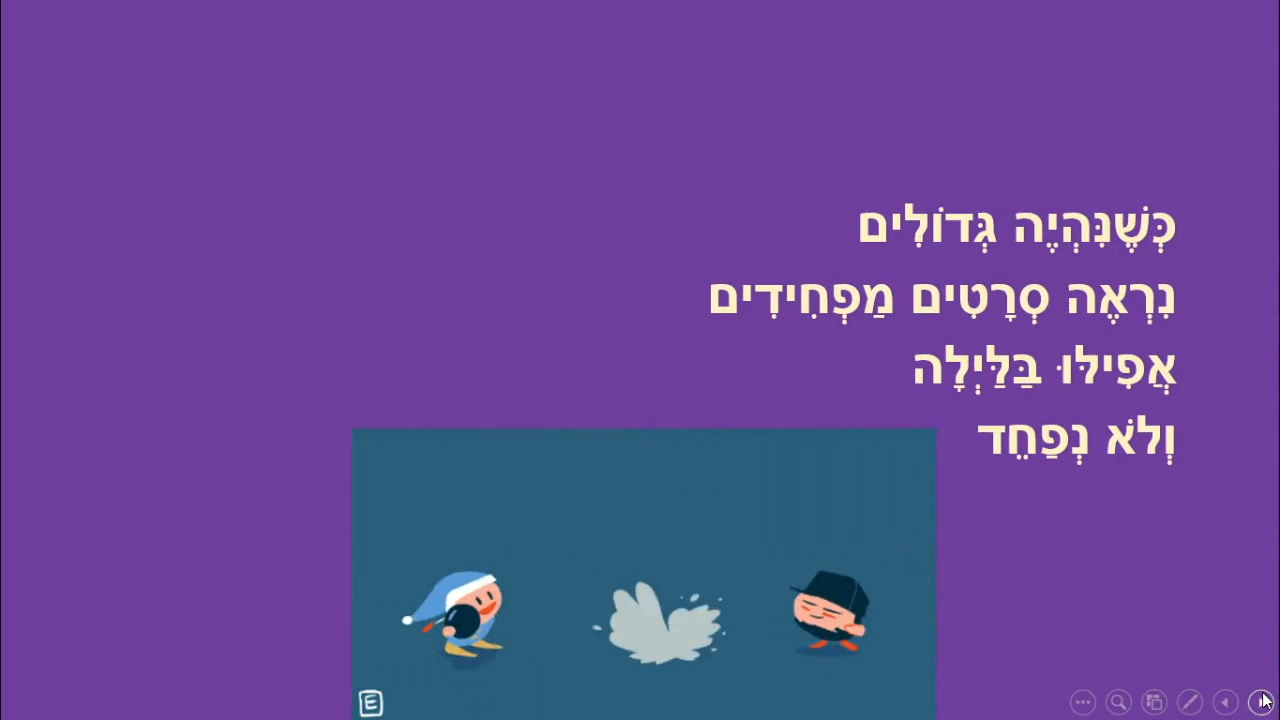 כְּשֶׁנִּהְיֶה גְּדוֹלִים
נִרְאֶה סְרָטִים מַפְחִידִים
אֲפִילּוּ בַּלַּיְלָה
וְלֹא נְפַחֵד
E